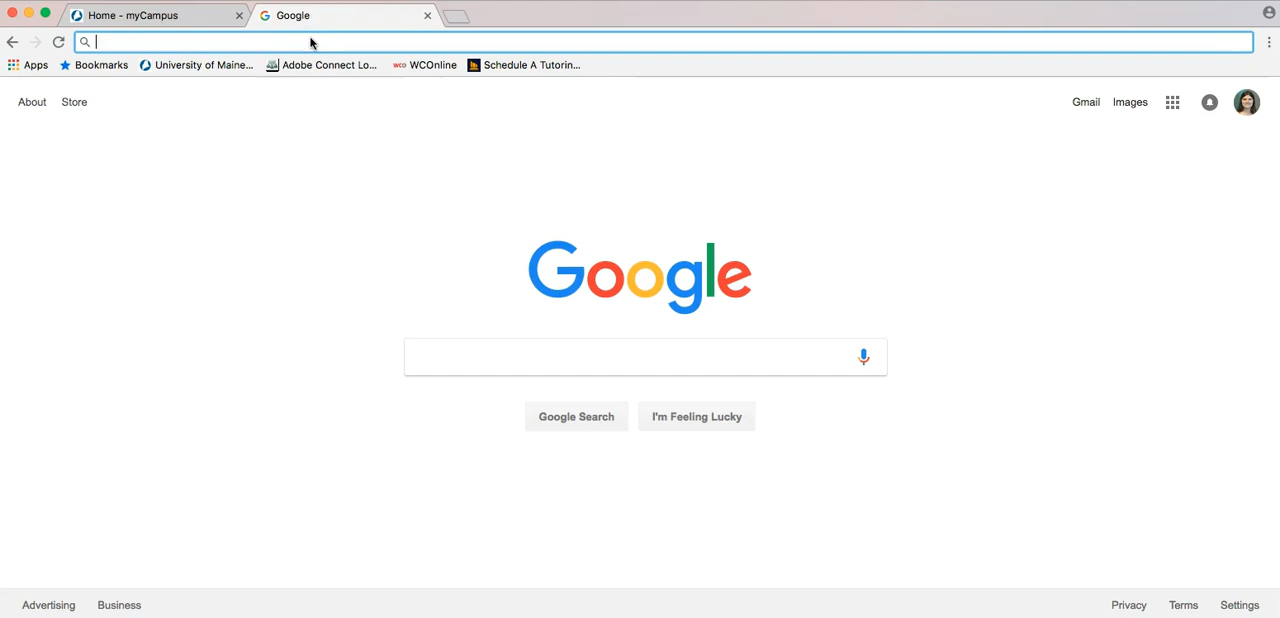 Home - myCampus
Google
Apps Bookmarks University of Maine... Adobe Connect Lo... WCO WCOnline Schedule A Tutorin...
About Store
Gmail Images
Google
Google Search I'm Feeling Lucky
Advertising Business
Privacy Terms Settings